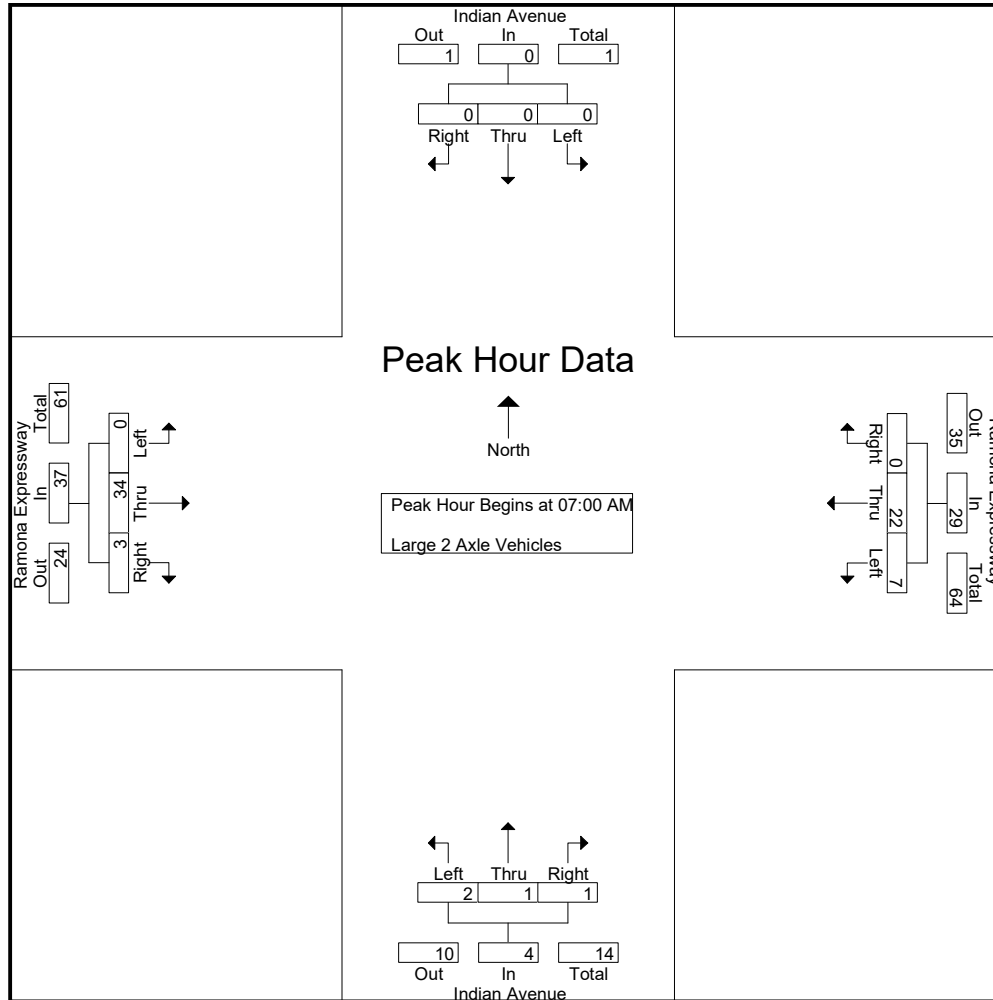 Indian Avenue
Out In Total
1 0 1
0 0 0
Right Thru Left
Peak Hour Data
North
Peak Hour Begins at 07:00 AM
Large 2 Axle Vehicles
Ramona Expressway
Out In Total
24 37 61
3 34 0
Right Thru Left
Ramona Expressway
Out In Total
35 29 64
0 22 7
Right Thru Left
Left Thru Right
2 1 1
10 4 14
Out In Total
Indian Avenue